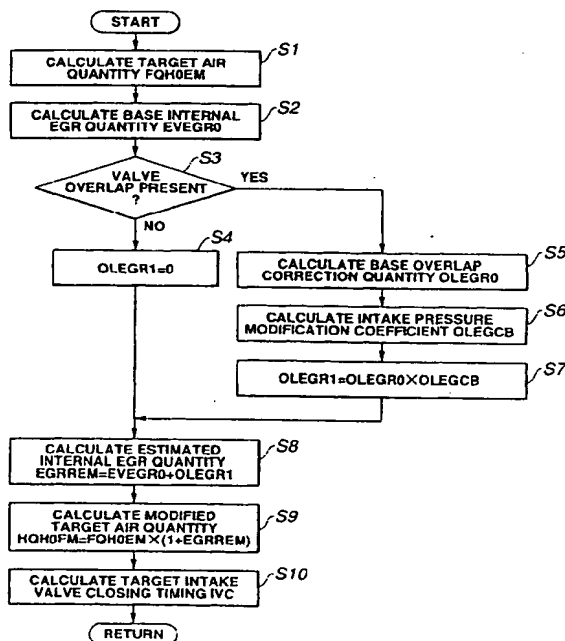 START
S1
CALCULATE TARGET AIR
QUANTITY FQH0EM
S2
CALCULATE BASE INTERNAL
EGR QUANTITY EVEGR0
S3
VALVE
OVERLAP PRESENT
?
YES
NO
S4
OLEGR1=0
S5
CALCULATE BASE OVERLAP
CORRECTION QUANTITY OLEGR0
S6
CALCULATE INTAKE PRESSURE
MODIFICATION COEFFICIENT OLEGCB
S7
OLEGR1=OLEGR0×OLEGCB
S8
CALCULATE ESTIMATED
INTERNAL EGR QUANTITY
EGRREM=EVEGR0+OLEGR1
S9
CALCULATE MODIFIED
TARGET AIR QUANTITY
HQH0FM=FQH0EM×(1+EGRREM)
S10
CALCULATE TARGET INTAKE
VALVE CLOSING TIMING IVC
RETURN